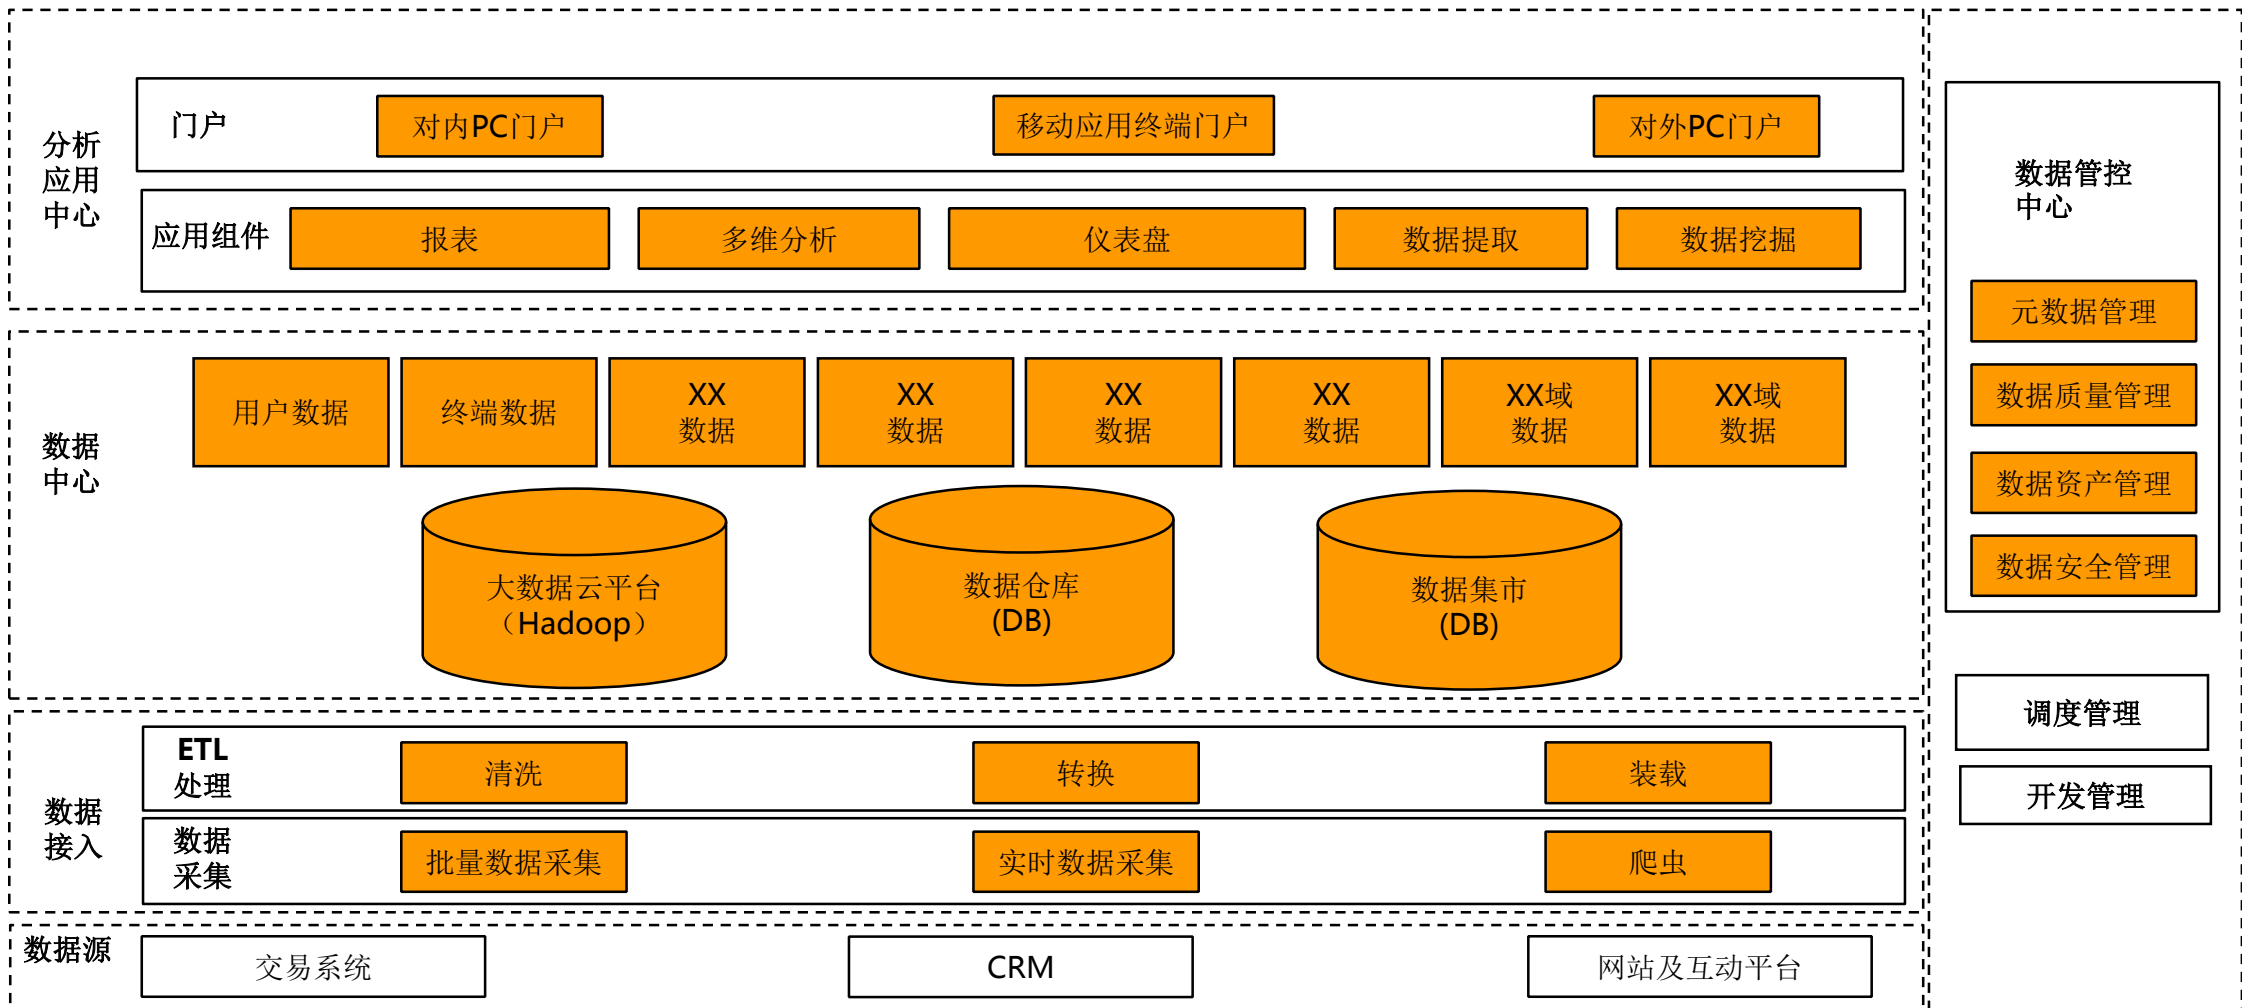 分析
应用
中心
门户
对内PC门户
移动应用终端门户
对外PC门户
应用组件
报表
多维分析
仪表盘
数据提取
数据挖掘
数据
中心
用户数据
终端数据
XX
数据
XX
数据
XX
数据
XX
数据
XX域
数据
XX域
数据
大数据云平台
（Hadoop）
数据仓库
(DB)
数据集市
(DB)
数据
接入
ETL
处理
清洗
转换
装载
数据
采集
批量数据采集
实时数据采集
爬虫
数据源
交易系统
CRM
网站及互动平台
数据管控
中心
元数据管理
数据质量管理
数据资产管理
数据安全管理
调度管理
开发管理